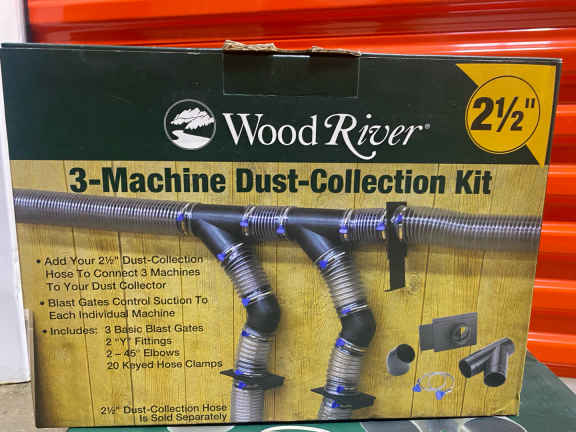 2½"
Wood River®
3-Machine Dust-Collection Kit
• Add Your 2½" Dust-Collection
Hose To Connect 3 Machines
To Your Dust Collector
• Blast Gates Control Suction To
Each Individual Machine
• Includes: 3 Basic Blast Gates
2 "Y" Fittings
2 – 45° Elbows
20 Keyed Hose Clamps
2½" Dust-Collection Hose
Is Sold Separately